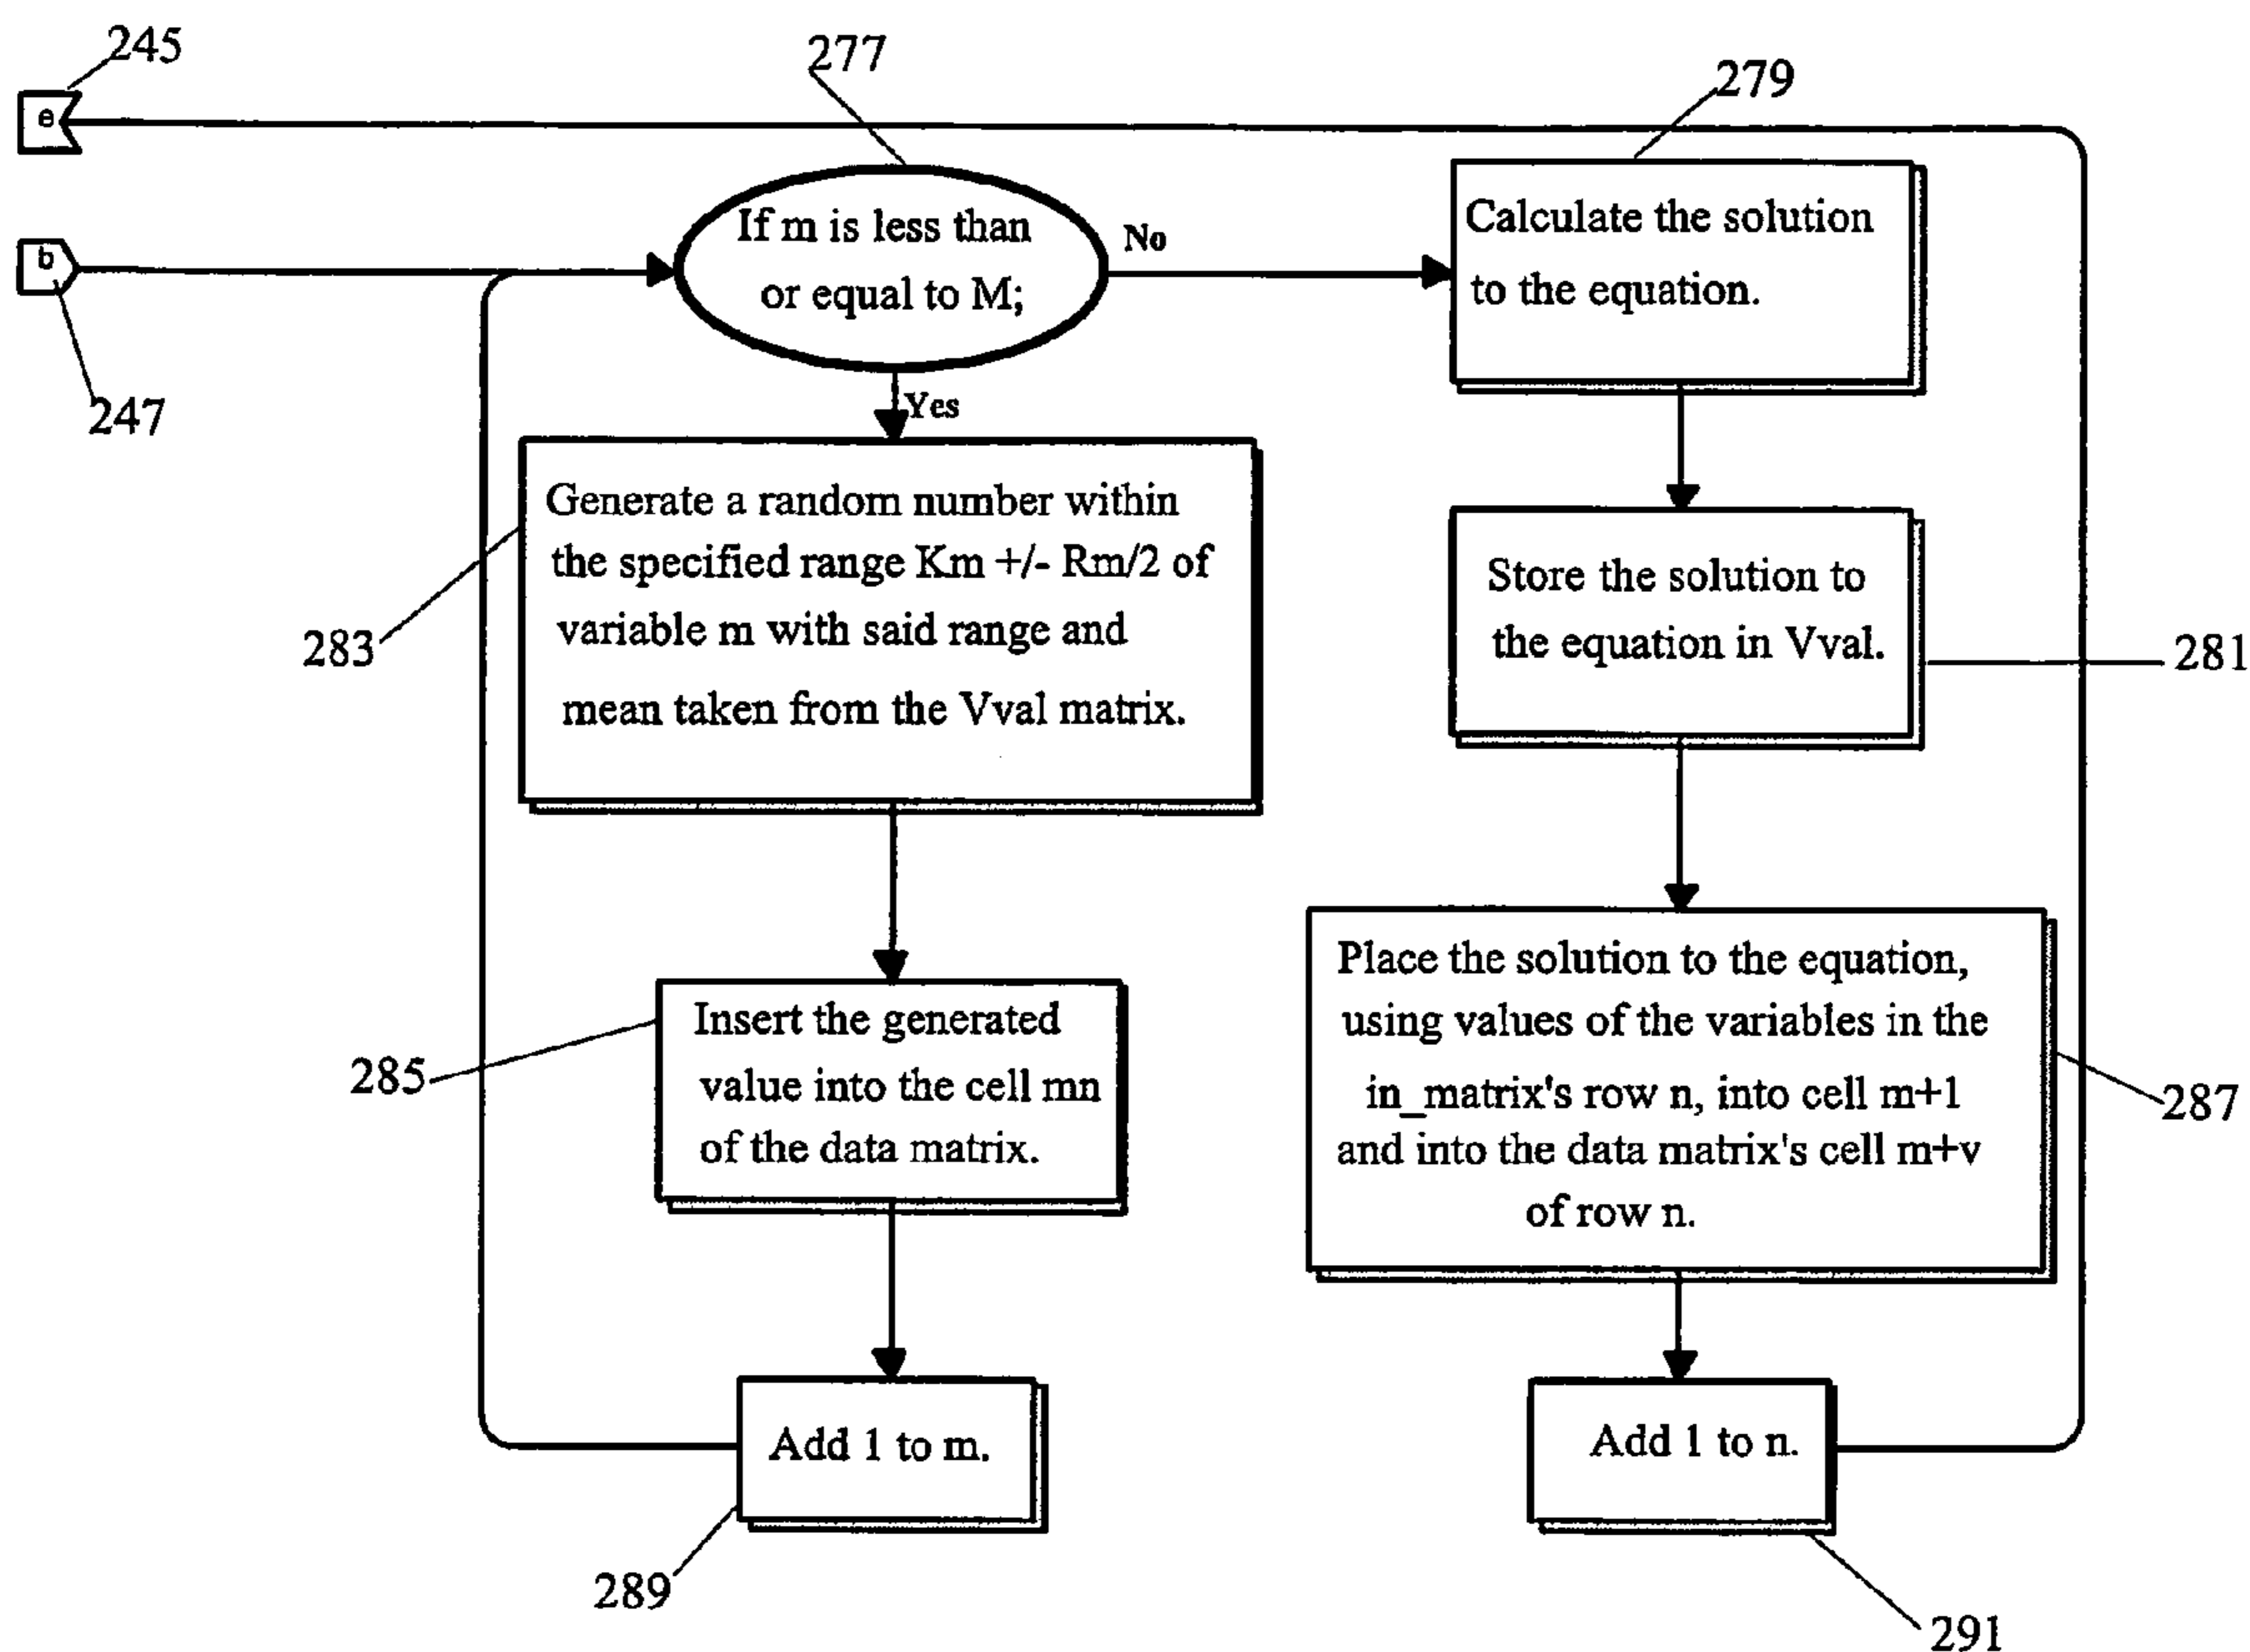 245
277
279
e
b
247
If m is less than
or equal to M;
No
Yes
Calculate the solution
to the equation.
Generate a random number within
the specified range Km +/- Rm/2 of
variable m with said range and
mean taken from the Vval matrix.
283
Store the solution to
the equation in Vval.
281
Insert the generated
value into the cell mn
of the data matrix.
285
Place the solution to the equation,
using values of the variables in the
in_matrix's row n, into cell m+1
and into the data matrix's cell m+v
of row n.
287
Add 1 to m.
289
Add 1 to n.
291